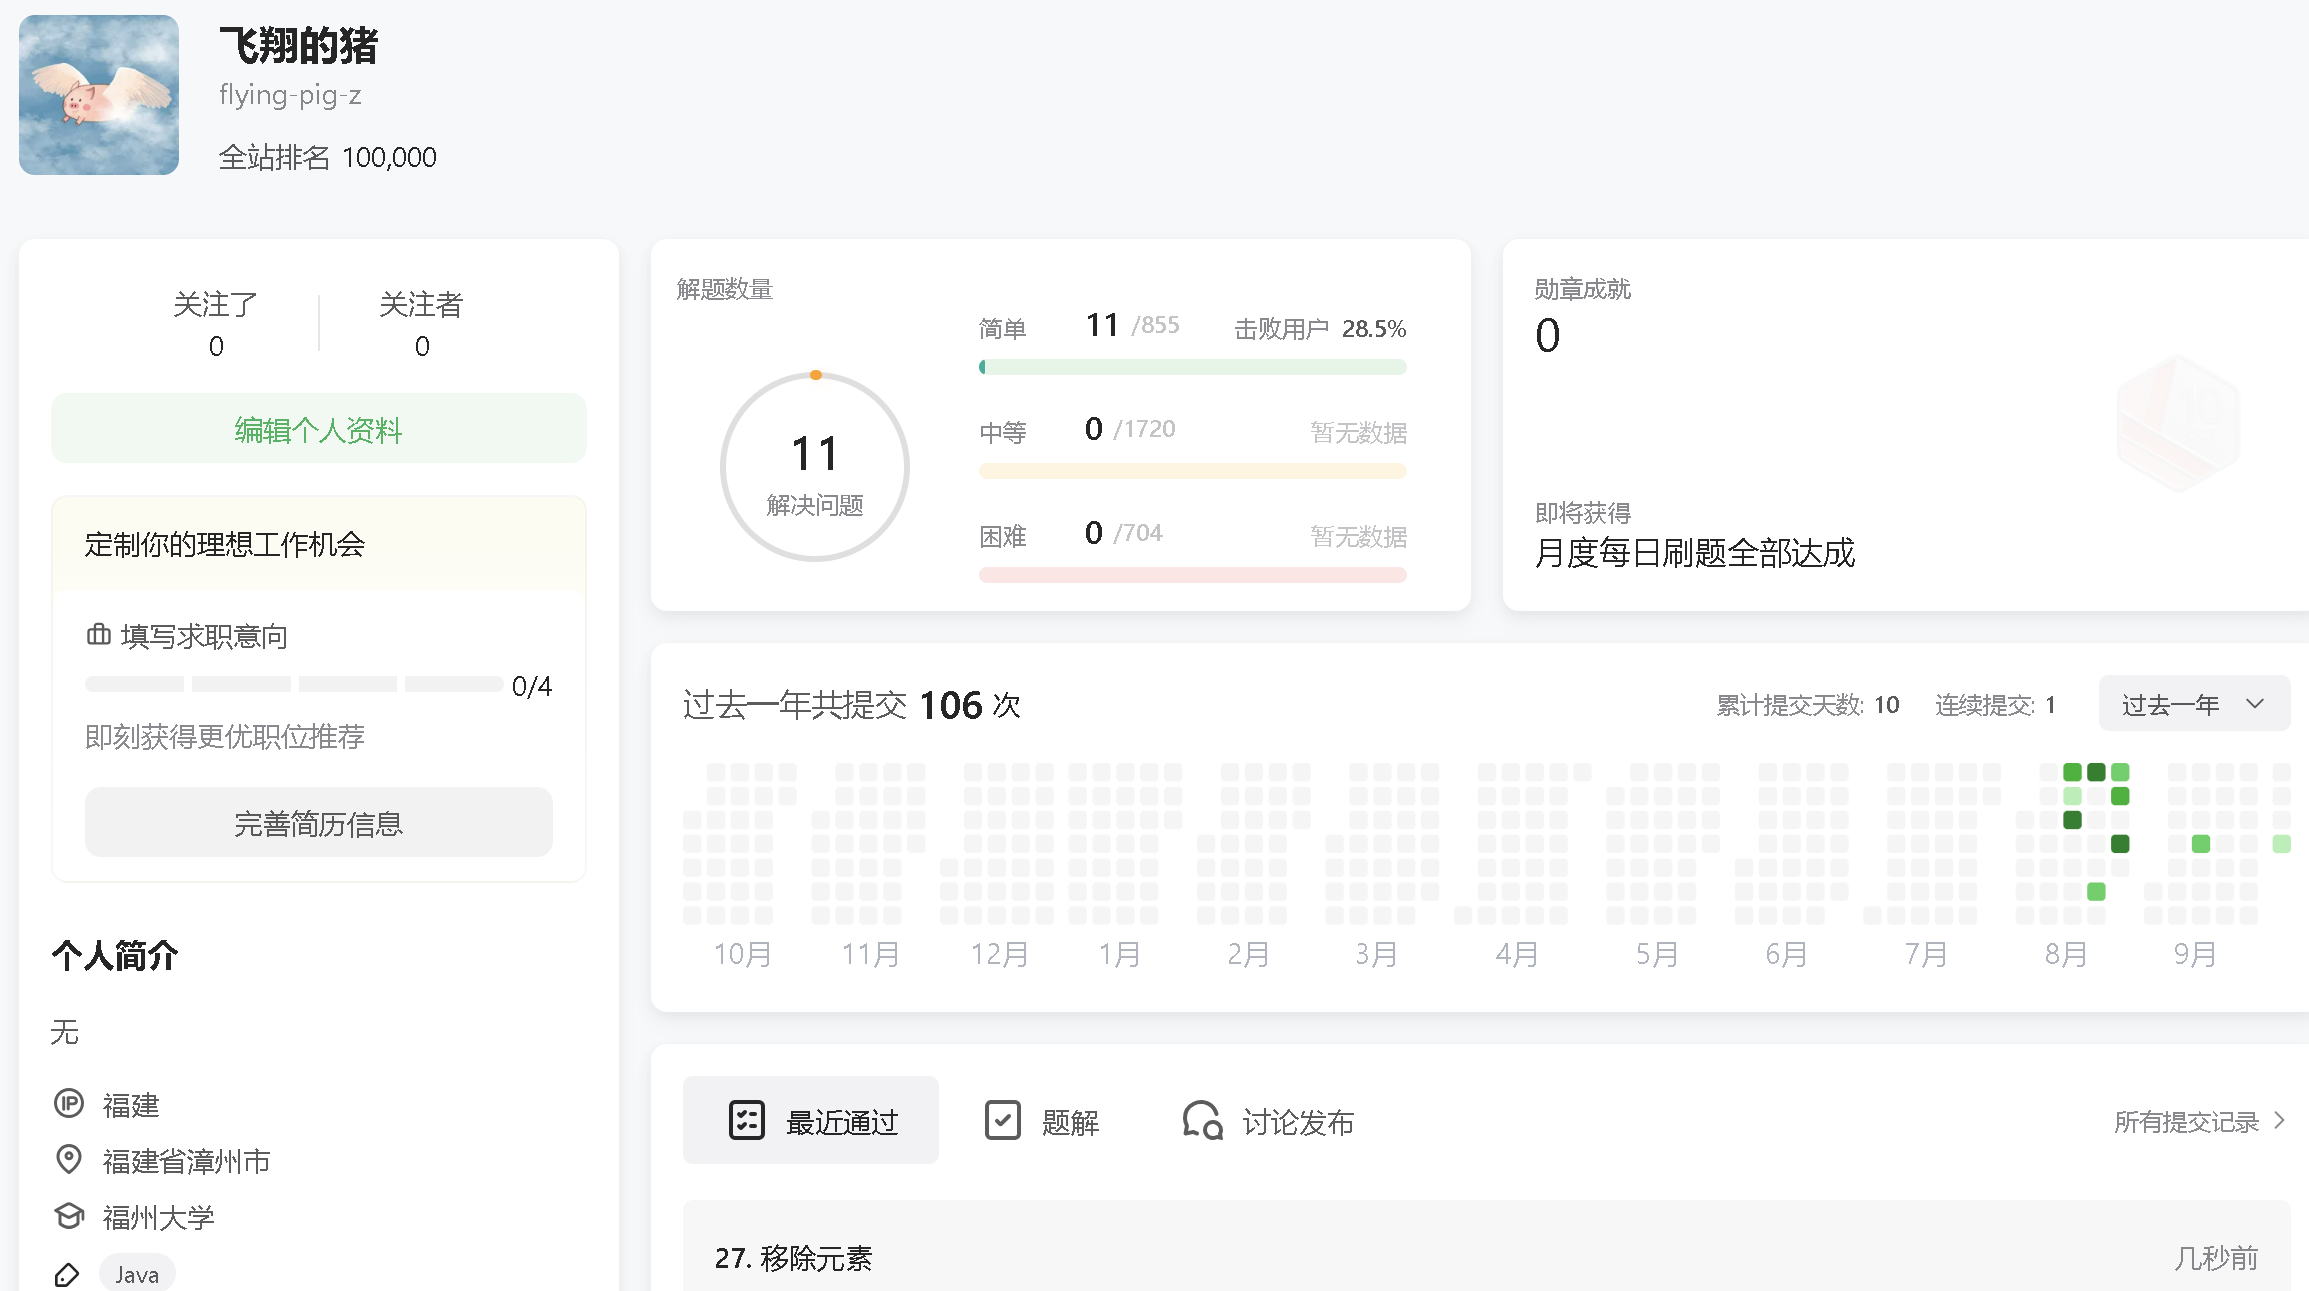 飞翔的猪
flying-pig-z
全站排名 100,000
关注了
0
关注者
0
编辑个人资料
定制你的理想工作机会
填写求职意向
0/4
即刻获得更优职位推荐
完善简历信息
个人简介
无
IP 福建
福建省漳州市
福州大学
Java
解题数量
11
解决问题
简单 11 /855 击败用户 28.5%
中等 0 /1720 暂无数据
困难 0 /704 暂无数据
勋章成就
0
即将获得
月度每日刷题全部达成
过去一年共提交 106 次
累计提交天数: 10 连续提交: 1 过去一年
10月 11月 12月 1月 2月 3月 4月 5月 6月 7月 8月 9月
最近通过 题解 讨论发布 所有提交记录
27. 移除元素 几秒前